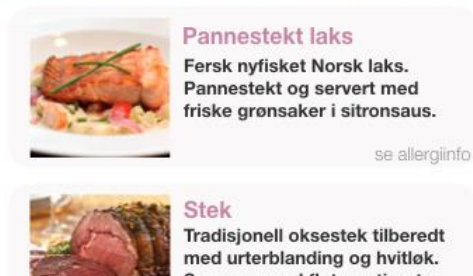 Pannestekt laks
Fersk nyfisket Norsk laks.
Pannestekt og servert med
friske grønsaker i sitronsaus.
se allergiinfo
Stek
Tradisjonell oksestek tilberedt
med urterblanding og hvitløk.